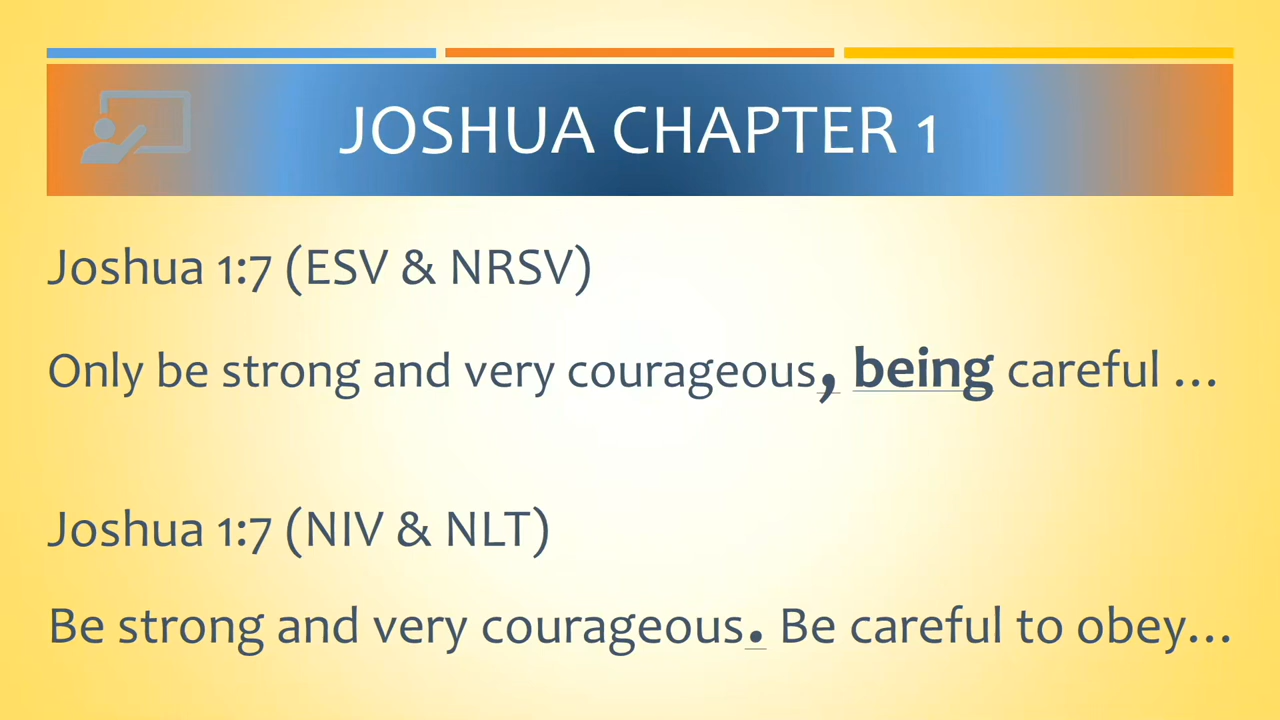 JOSHUA CHAPTER 1
Joshua 1:7 (ESV & NRSV)
Only be strong and very courageous, being careful …
Joshua 1:7 (NIV & NLT)
Be strong and very courageous. Be careful to obey…